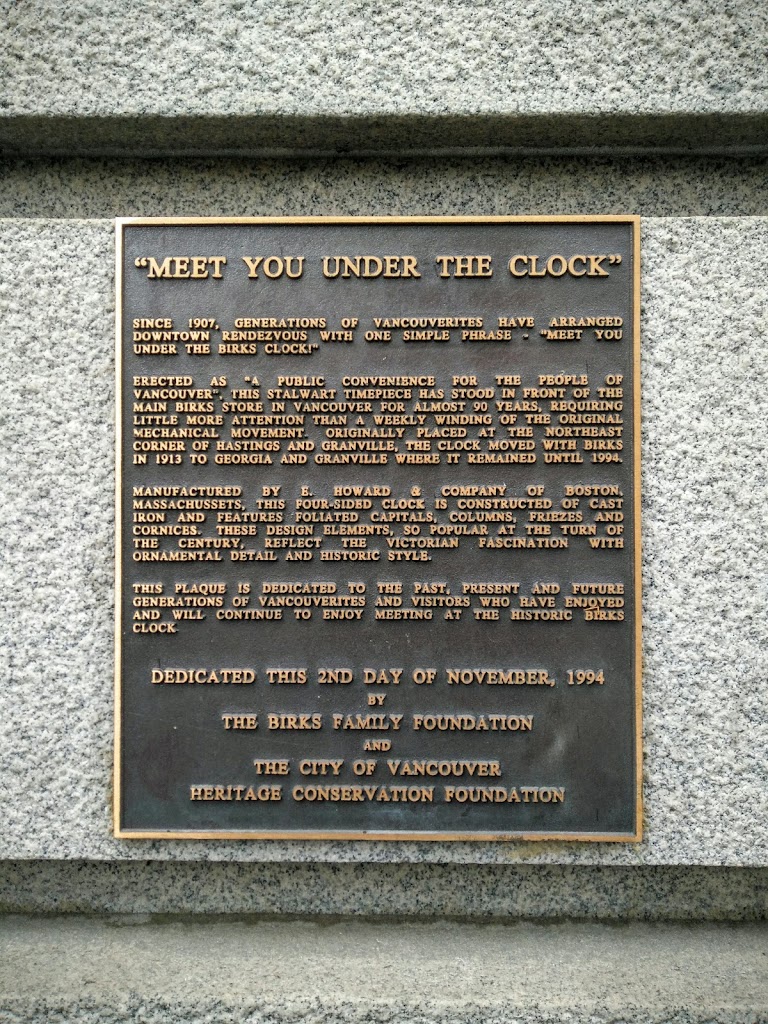 "MEET YOU UNDER THE CLOCK"
SINCE 1907, GENERATIONS OF VANCOUVERITES HAVE ARRANGED
DOWNTOWN RENDEZVOUS WITH ONE SIMPLE PHRASE - "MEET YOU
UNDER THE BIRKS CLOCK!"
ERECTED AS "A PUBLIC CONVENIENCE FOR THE PEOPLE OF
VANCOUVER", THIS STALWART TIMEPIECE HAS STOOD IN FRONT OF THE
MAIN BIRKS STORE IN VANCOUVER FOR ALMOST 90 YEARS, REQUIRING
LITTLE MORE ATTENTION THAN A WEEKLY WINDING OF THE ORIGINAL
MECHANICAL MOVEMENT. ORIGINALLY PLACED AT THE NORTHEAST
CORNER OF HASTINGS AND GRANVILLE, THE CLOCK MOVED WITH BIRKS
IN 1913 TO GEORGIA AND GRANVILLE WHERE IT REMAINED UNTIL 1994.
MANUFACTURED BY E. HOWARD & COMPANY OF BOSTON,
MASSACHUSSETS, THIS FOUR-SIDED CLOCK IS CONSTRUCTED OF CAST
IRON AND FEATURES FOLIATED CAPITALS, COLUMNS, FRIEZES AND
CORNICES. THESE DESIGN ELEMENTS, SO POPULAR AT THE TURN OF
THE CENTURY, REFLECT THE VICTORIAN FASCINATION WITH
ORNAMENTAL DETAIL AND HISTORIC STYLE.
THIS PLAQUE IS DEDICATED TO THE PAST, PRESENT AND FUTURE
GENERATIONS OF VANCOUVERITES AND VISITORS WHO HAVE ENJOYED
AND WILL CONTINUE TO ENJOY MEETING AT THE HISTORIC BIRKS
CLOCK.
DEDICATED THIS 2ND DAY OF NOVEMBER, 1994
BY
THE BIRKS FAMILY FOUNDATION
AND
THE CITY OF VANCOUVER
HERITAGE CONSERVATION FOUNDATION